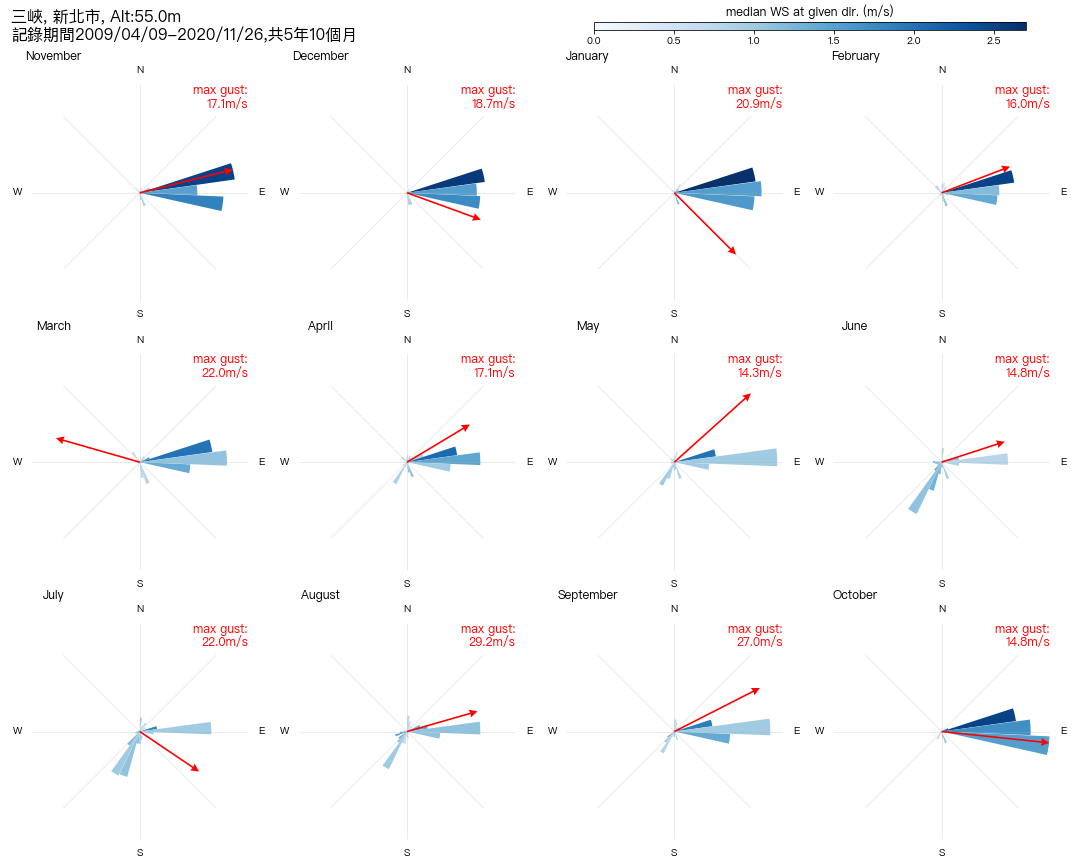 三峽, 新北市, Alt:55.0m
記錄期間2009/04/09-2020/11/26,共5年10個月
median WS at given dir. (m/s)
0.0 0.5 1.0 1.5 2.0 2.5
November
N
max gust:
17.1m/s
W E
S
December
N
max gust:
18.7m/s
W E
S
January
N
max gust:
20.9m/s
W E
S
February
N
max gust:
16.0m/s
W E
S
March
N
max gust:
22.0m/s
W E
S
April
N
max gust:
17.1m/s
W E
S
May
N
max gust:
14.3m/s
W E
S
June
N
max gust:
14.8m/s
W E
S
July
N
max gust:
22.0m/s
W E
S
August
N
max gust:
29.2m/s
W E
S
September
N
max gust:
27.0m/s
W E
S
October
N
max gust:
14.8m/s
W E
S